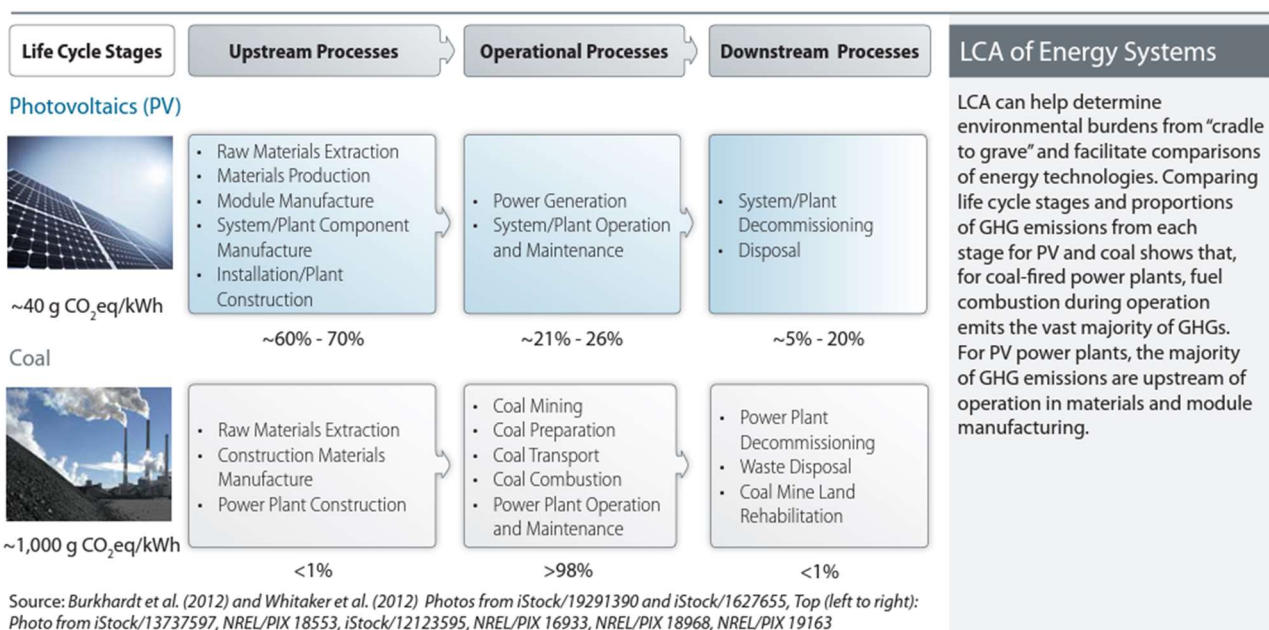 Life Cycle Stages
Upstream Processes
Operational Processes
Downstream Processes
Photovoltaics (PV)
~40 g CO₂eq/kWh
• Raw Materials Extraction
• Materials Production
• Module Manufacture
• System/Plant Component
Manufacture
• Installation/Plant
Construction
~60% - 70%
• Power Generation
• System/Plant Operation
and Maintenance
~21% - 26%
• System/Plant
Decommissioning
• Disposal
~5% - 20%
Coal
~1,000 g CO₂eq/kWh
• Raw Materials Extraction
• Construction Materials
Manufacture
• Power Plant Construction
<1%
• Coal Mining
• Coal Preparation
• Coal Transport
• Coal Combustion
• Power Plant Operation
and Maintenance
>98%
• Power Plant
Decommissioning
• Waste Disposal
• Coal Mine Land
Rehabilitation
<1%
Source: Burkhardt et al. (2012) and Whitaker et al. (2012) Photos from iStock/19291390 and iStock/1627655, Top (left to right):
Photo from iStock/13737597, NREL/PIX 18553, iStock/12123595, NREL/PIX 16933, NREL/PIX 18968, NREL/PIX 19163
LCA of Energy Systems
LCA can help determine
environmental burdens from “cradle
to grave” and facilitate comparisons
of energy technologies. Comparing
life cycle stages and proportions
of GHG emissions from each
stage for PV and coal shows that,
for coal-fired power plants, fuel
combustion during operation
emits the vast majority of GHGs.
For PV power plants, the majority
of GHG emissions are upstream of
operation in materials and module
manufacturing.